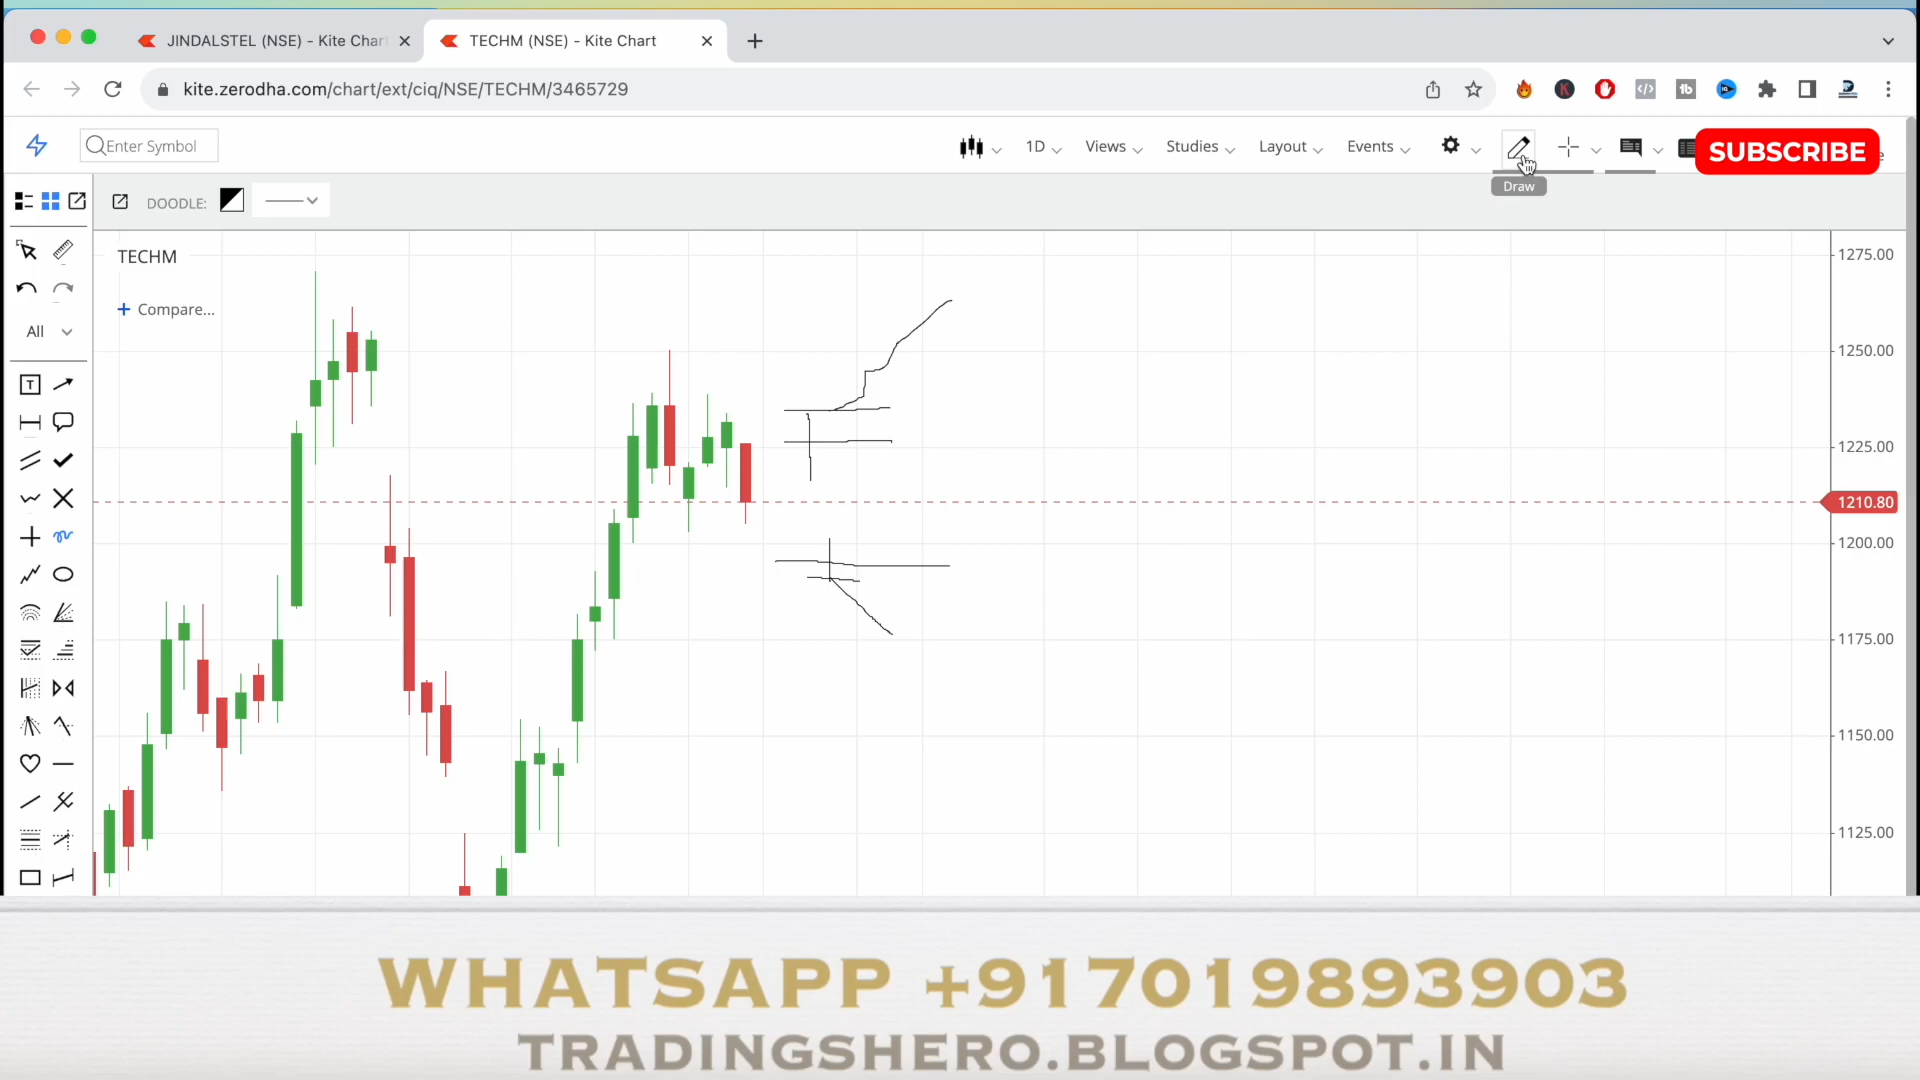 JINDALSTEL (NSE) - Kite Char
TECHM (NSE) - Kite Chart
kite.zerodha.com/chart/ext/ciq/NSE/TECHM/3465729
Enter Symbol
1D
Views
Studies
Layout
Events
SUBSCRIBE
Draw
DOODLE:
TECHM
+ Compare...
All
T
1275.00
1250.00
1225.00
1210.80
1200.00
1175.00
1150.00
1125.00
WHATSAPP +917019893903
TRADINGSHERO.BLOGSPOT.IN